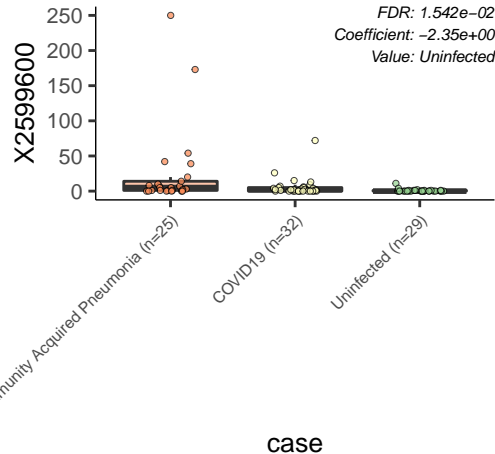 FDR: 1.542e−02
Coefficient: −2.35e+00
Value: Uninfected
X2599600
250
200
150
100
50
0
munity Acquired Pneumonia (n=25)
COVID19 (n=32)
Uninfected (n=29)
case